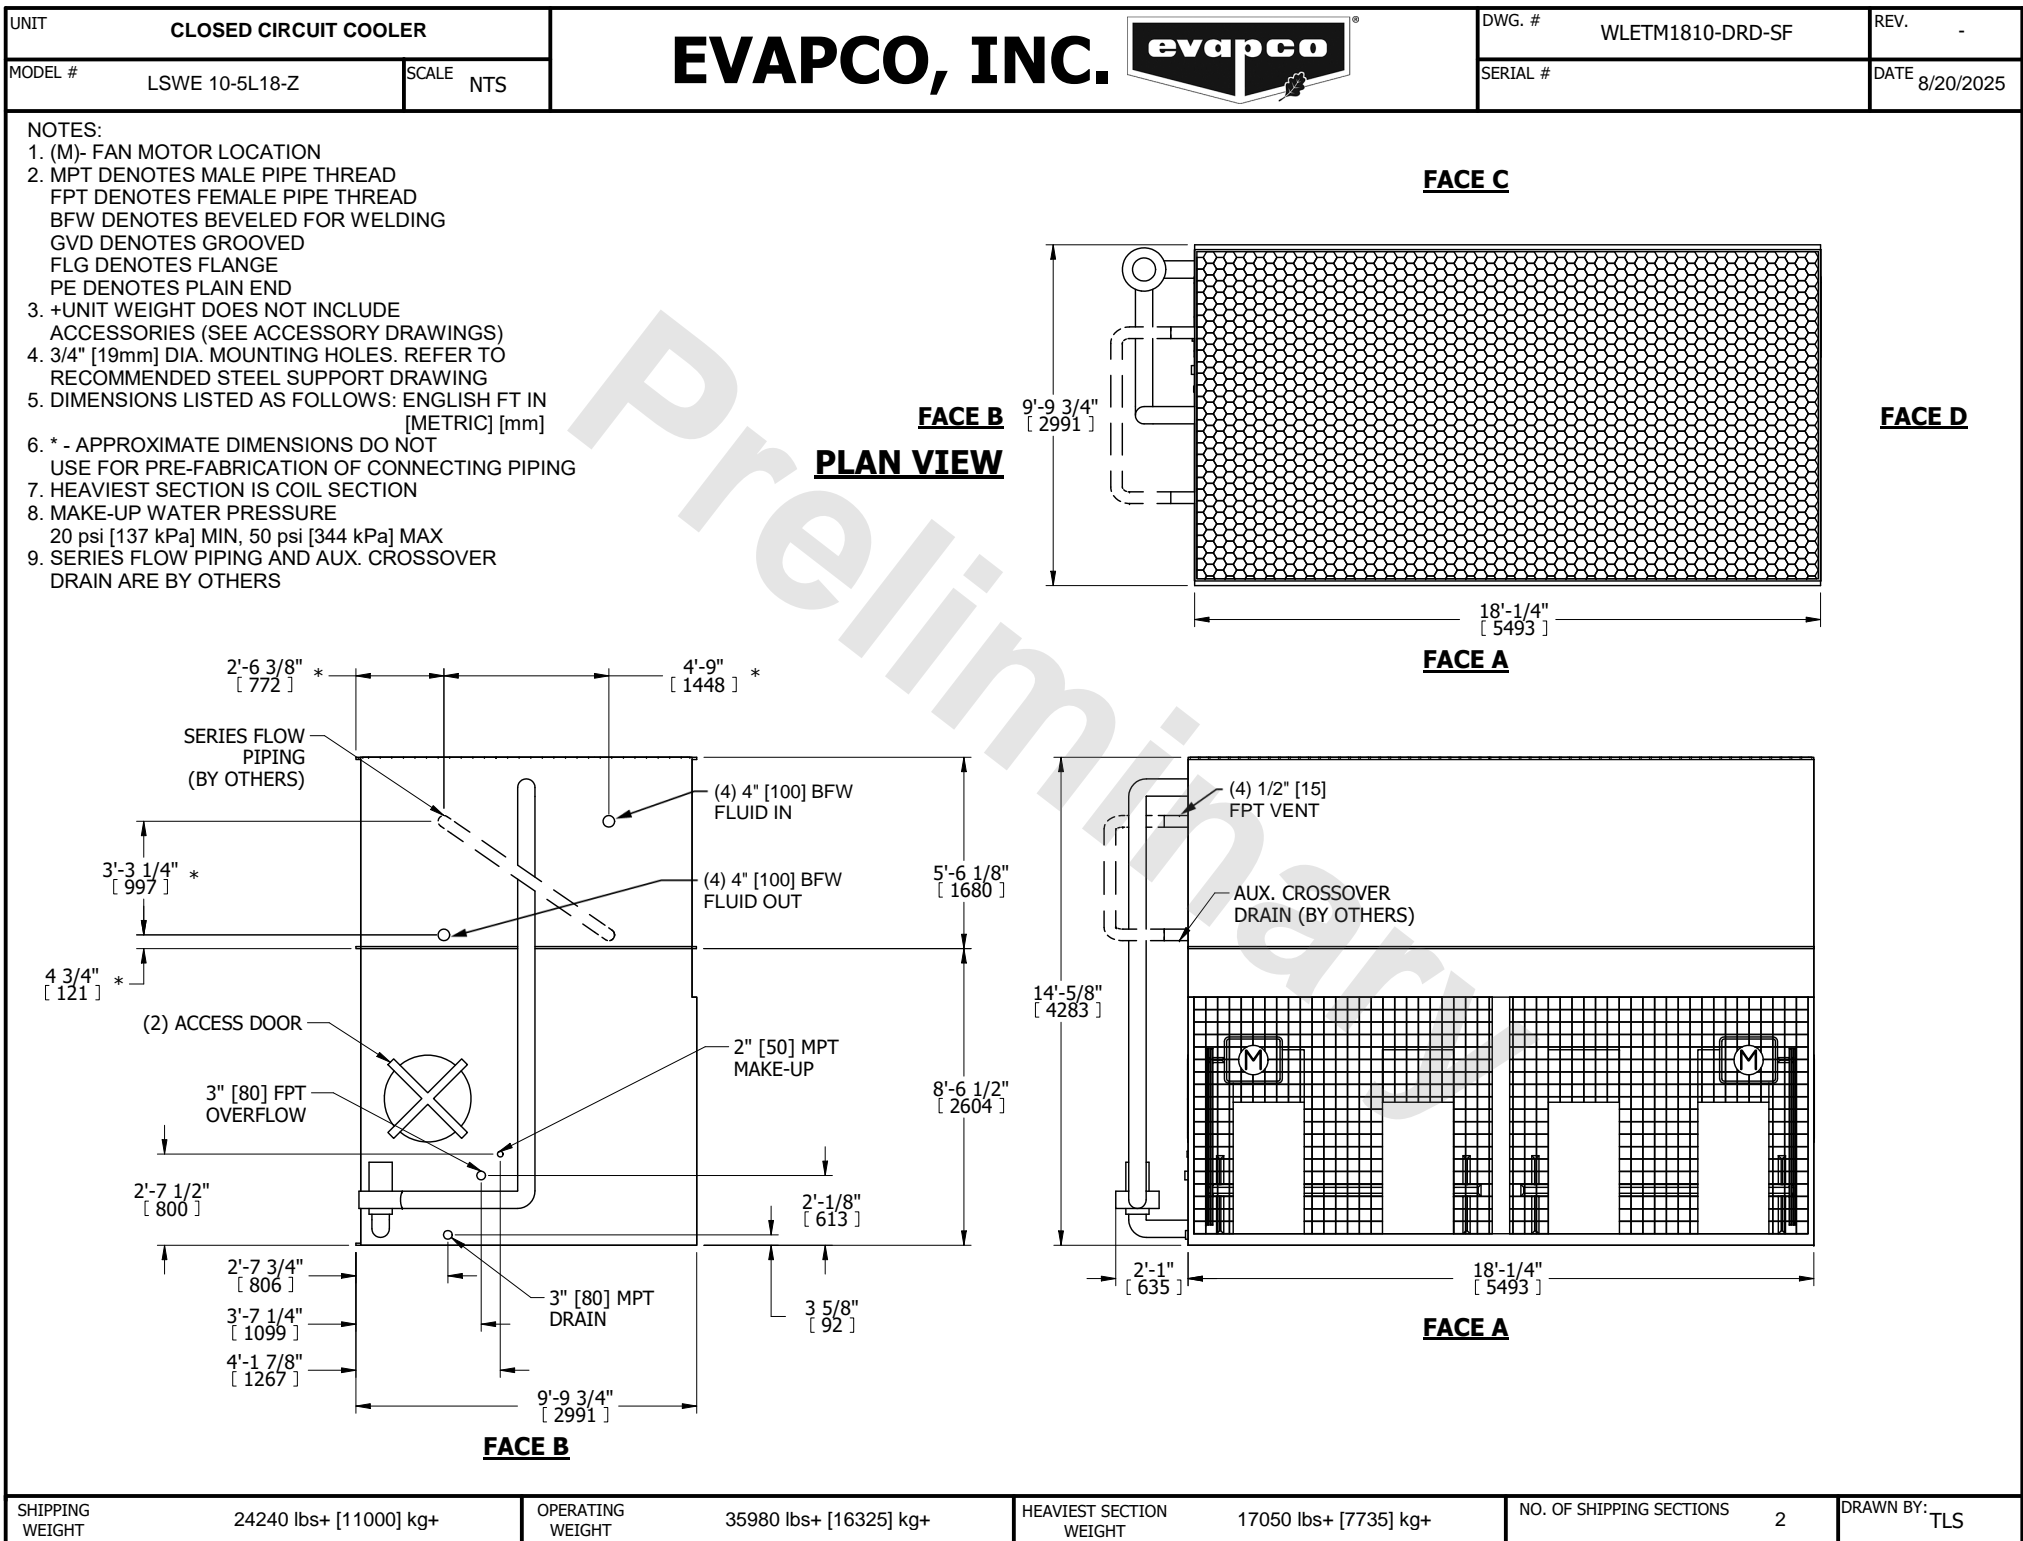 UNIT
CLOSED CIRCUIT COOLER
MODEL #
LSWE 10-5L18-Z
SCALE
NTS
EVAPCO, INC.
evapco
®
DWG. #
WLETM1810-DRD-SF
REV.
-
SERIAL #
DATE
8/20/2025
NOTES:
1. (M)- FAN MOTOR LOCATION
2. MPT DENOTES MALE PIPE THREAD
FPT DENOTES FEMALE PIPE THREAD
BFW DENOTES BEVELED FOR WELDING
GVD DENOTES GROOVED
FLG DENOTES FLANGE
PE DENOTES PLAIN END
3. +UNIT WEIGHT DOES NOT INCLUDE
ACCESSORIES (SEE ACCESSORY DRAWINGS)
4. 3/4" [19mm] DIA. MOUNTING HOLES. REFER TO
RECOMMENDED STEEL SUPPORT DRAWING
5. DIMENSIONS LISTED AS FOLLOWS: ENGLISH FT IN
[METRIC] [mm]
6. * - APPROXIMATE DIMENSIONS DO NOT
USE FOR PRE-FABRICATION OF CONNECTING PIPING
7. HEAVIEST SECTION IS COIL SECTION
8. MAKE-UP WATER PRESSURE
20 psi [137 kPa] MIN, 50 psi [344 kPa] MAX
9. SERIES FLOW PIPING AND AUX. CROSSOVER
DRAIN ARE BY OTHERS
Preliminary
FACE C
FACE B
PLAN VIEW
9'-9 3/4"
[ 2991 ]
FACE D
18'-1/4"
[ 5493 ]
FACE A
2'-6 3/8" *
[ 772 ]
4'-9" *
[ 1448 ]
SERIES FLOW
PIPING
(BY OTHERS)
(4) 4" [100] BFW
FLUID IN
3'-3 1/4" *
[ 997 ]
(4) 4" [100] BFW
FLUID OUT
5'-6 1/8"
[ 1680 ]
4 3/4" *
[ 121 ]
(2) ACCESS DOOR
2" [50] MPT
MAKE-UP
3" [80] FPT
OVERFLOW
8'-6 1/2"
[ 2604 ]
2'-7 1/2"
[ 800 ]
2'-1/8"
[ 613 ]
2'-7 3/4"
[ 806 ]
3" [80] MPT
DRAIN
3 5/8"
[ 92 ]
3'-7 1/4"
[ 1099 ]
4'-1 7/8"
[ 1267 ]
9'-9 3/4"
[ 2991 ]
FACE B
(4) 1/2" [15]
FPT VENT
AUX. CROSSOVER
DRAIN (BY OTHERS)
14'-5/8"
[ 4283 ]
M
M
2'-1"
[ 635 ]
18'-1/4"
[ 5493 ]
FACE A
SHIPPING
WEIGHT
24240 lbs+ [11000] kg+
OPERATING
WEIGHT
35980 lbs+ [16325] kg+
HEAVIEST SECTION
WEIGHT
17050 lbs+ [7735] kg+
NO. OF SHIPPING SECTIONS
2
DRAWN BY:
TLS